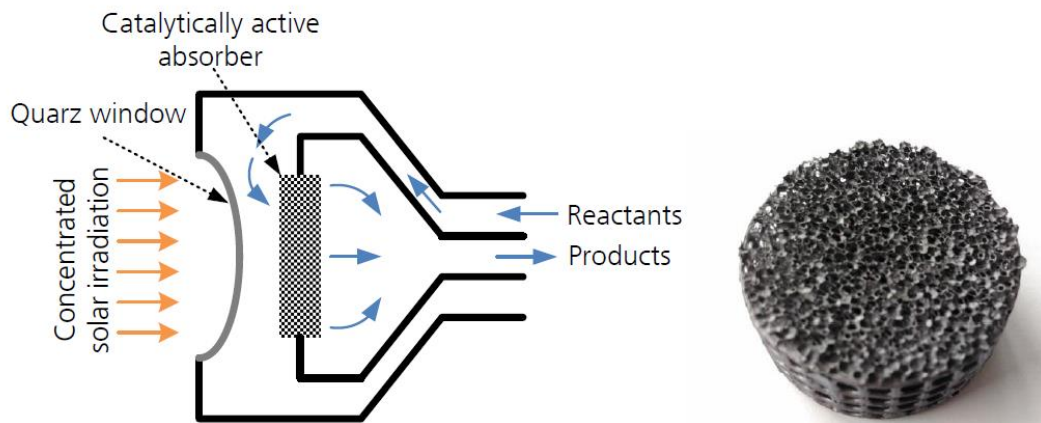 Catalytically active
absorber
Quarz window
Concentrated
solar irradiation
Reactants
Products